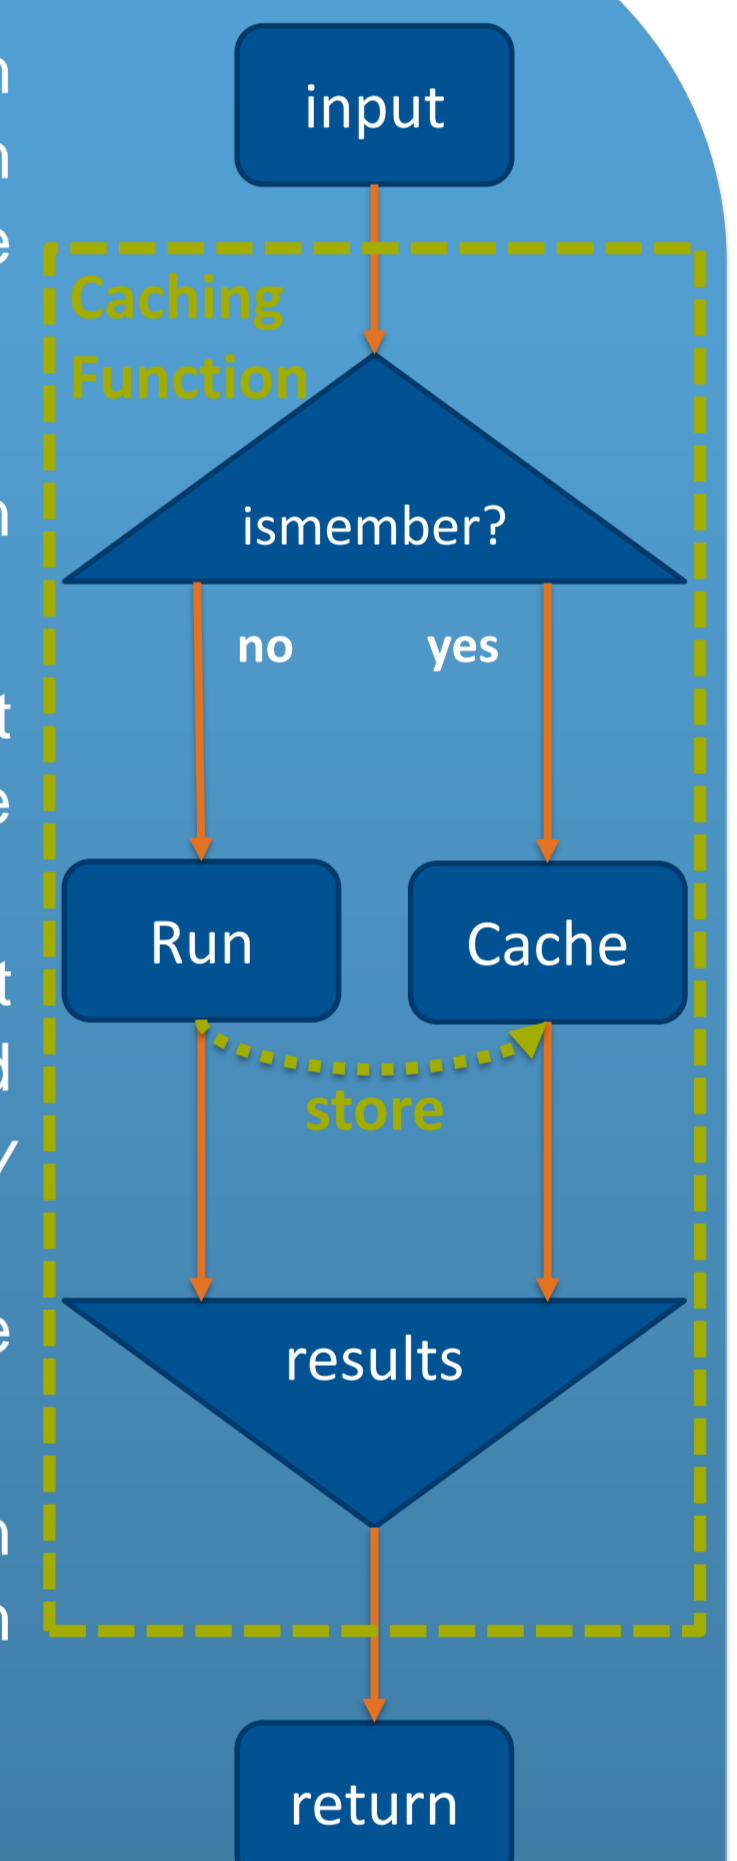 input
Caching
Function
ismember?
no yes
Run Cache
store
results
return